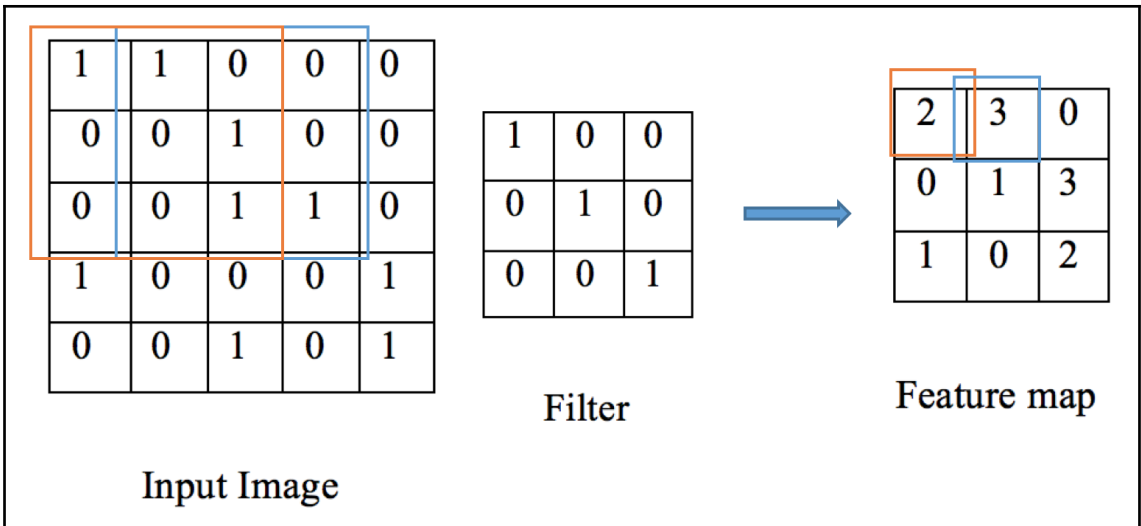 1 1 0 0 0
0 0 1 0 0
0 0 1 1 0
1 0 0 0 1
0 0 1 0 1
Input Image
1 0 0
0 1 0
0 0 1
Filter
2 3 0
0 1 3
1 0 2
Feature map